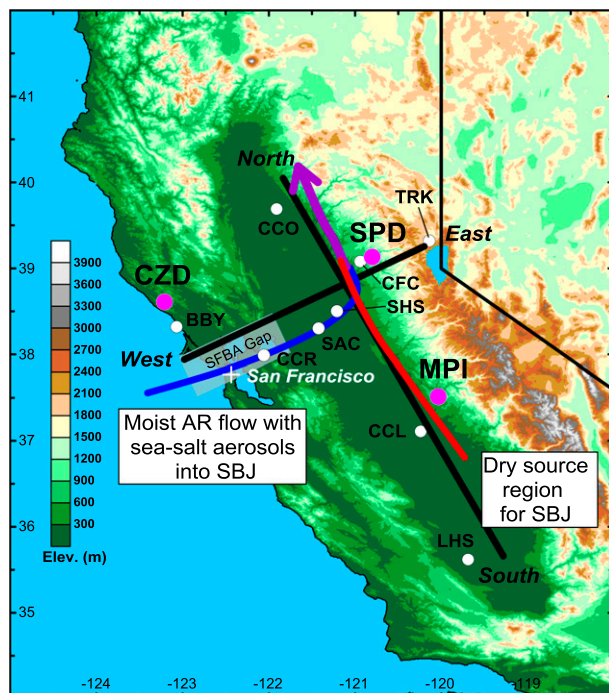 41
40
39
38
37
36
35
North
TRK
CCO
SPD
East
CZD
CFC
BBY
SHS
3900
3600
3300
3000
2700
2400
2100
1800
1500
1200
900
600
300
Elev. (m)
West
SFBA Gap
SAC
CCR
San Francisco
MPI
Moist AR flow with
sea-salt aerosols
into SBJ
CCL
Dry source
region
for SBJ
LHS
South
-124
-123
-122
-121
-120
-119